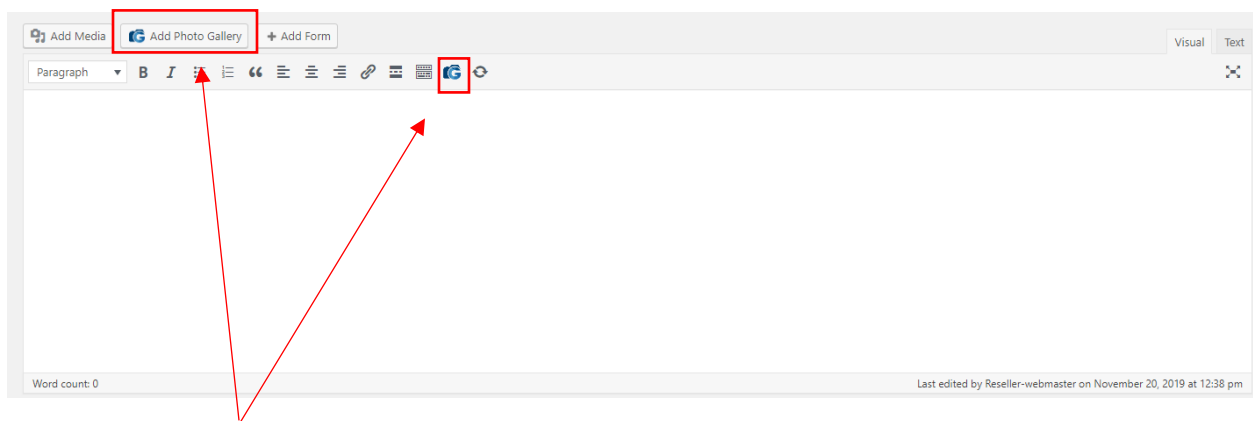 Add Media Add Photo Gallery + Add Form
Visual Text
Paragraph B I
Word count: 0 Last edited by Reseller-webmaster on November 20, 2019 at 12:38 pm